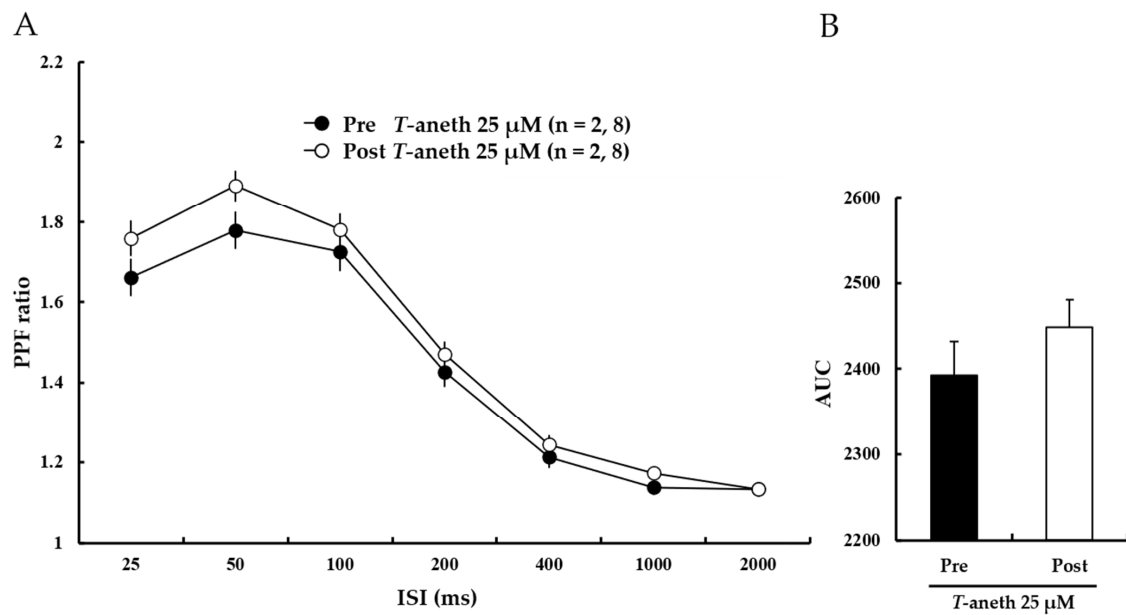 A
B
2.2
2
1.8
1.6
1.4
1.2
1
PPF ratio
Pre T-aneth 25 μM (n = 2, 8)
Post T-aneth 25 μM (n = 2, 8)
25 50 100 200 400 1000 2000
ISI (ms)
2600
2500
2400
2300
2200
AUC
Pre Post
T-aneth 25 μM